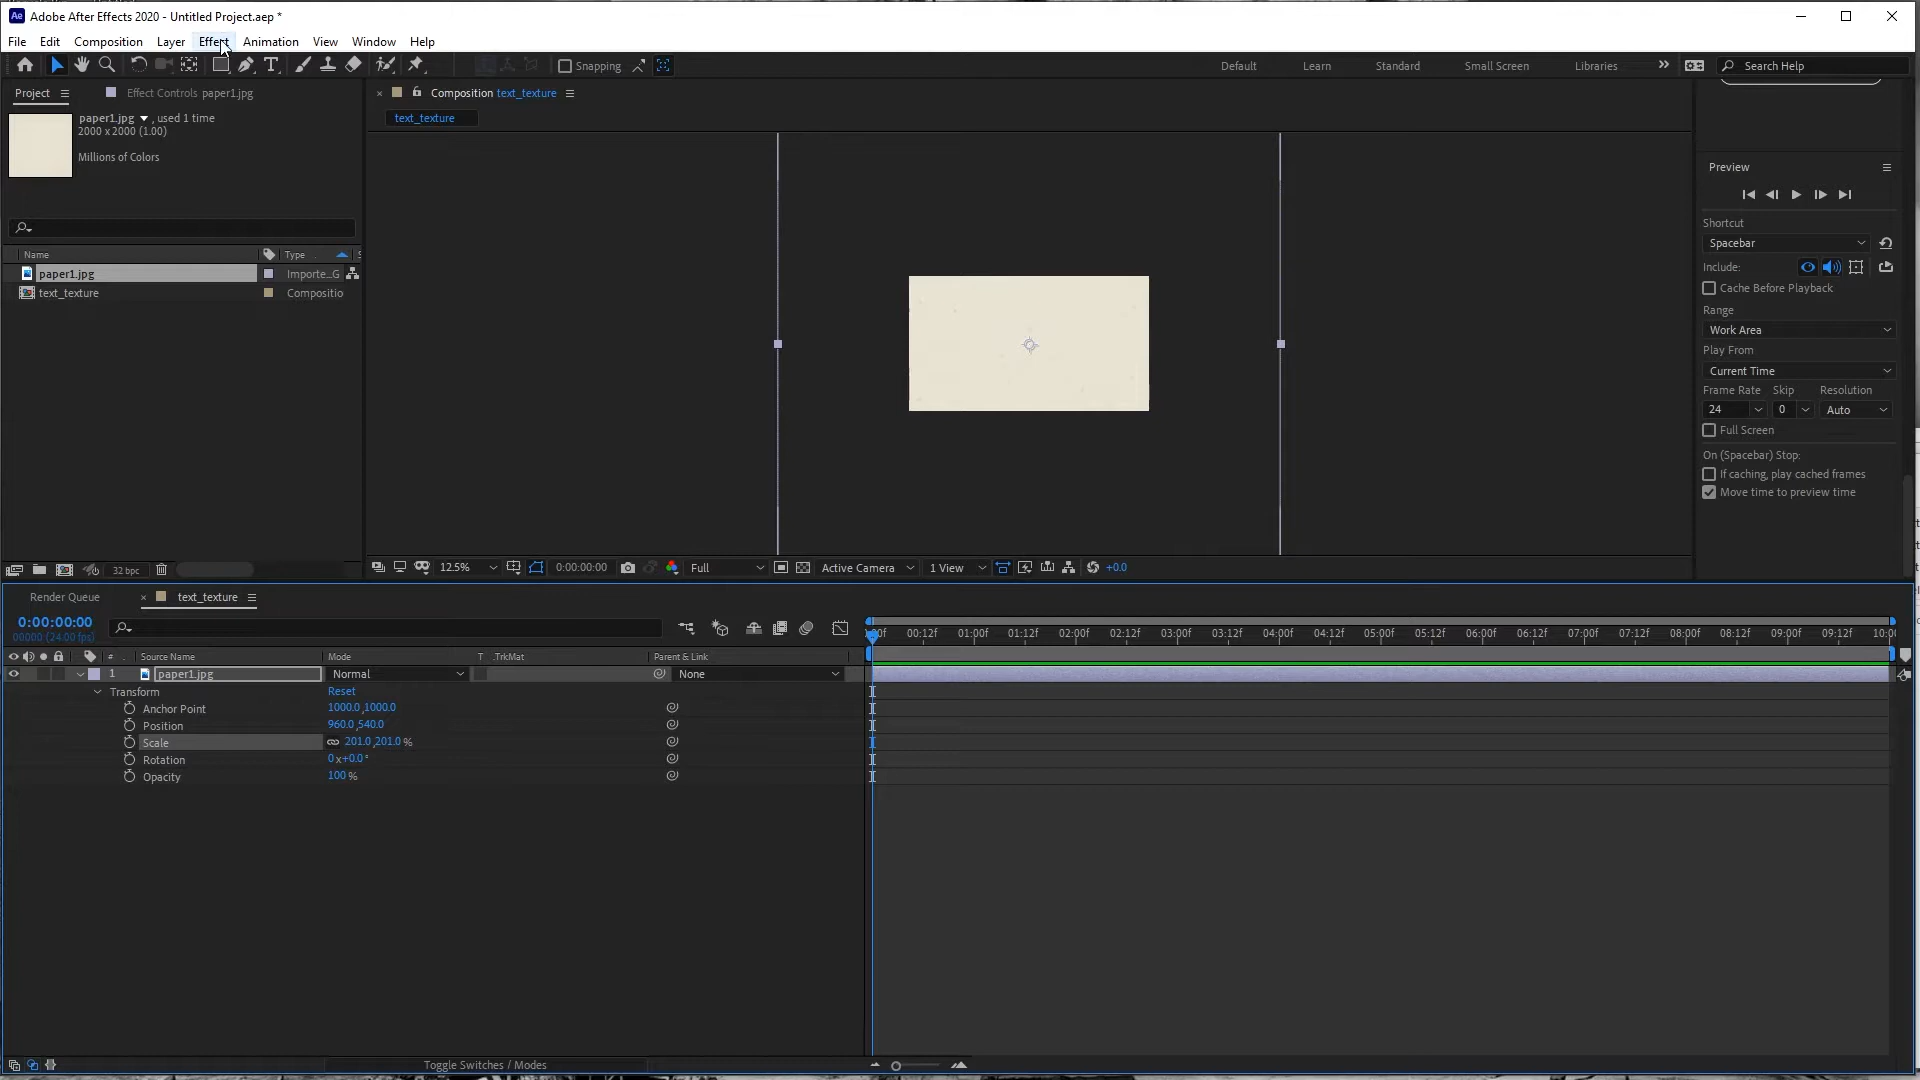 Adobe After Effects 2020 - Untitled Project.aep *
File Edit Composition Layer Effect Animation View Window Help
Snapping Default Learn Standard Small Screen Libraries Search Help
Project Effect Controls paper1.jpg Composition text_texture
paper1.jpg , used 1 time
2000 x 2000 (1.00)
Millions of Colors
text_texture
Name Type
paper1.jpg Importe...G
text_texture Compositio
32 bpc
12.5% 0:00:00:00 Full Active Camera 1 View +0.0
Preview
Shortcut
Spacebar
Include:
Cache Before Playback
Range
Work Area
Play From
Current Time
Frame Rate Skip Resolution
24 0 Auto
Full Screen
On (Spacebar) Stop:
If caching, play cached frames
Move time to preview time
Render Queue text_texture
0:00:00:00
00000 (24.00 fps)
:00f 00:12f 01:00f 01:12f 02:00f 02:12f 03:00f 03:12f 04:00f 04:12f 05:00f 05:12f 06:00f 06:12f 07:00f 07:12f 08:00f 08:12f 09:00f 09:12f 10:00
# Source Name Mode T .TrkMat Parent & Link
1 paper1.jpg Normal None
Transform Reset
Anchor Point 1000.0,1000.0
Position 960.0,540.0
Scale 201.0,201.0 %
Rotation 0 x+0.0 °
Opacity 100 %
Toggle Switches / Modes